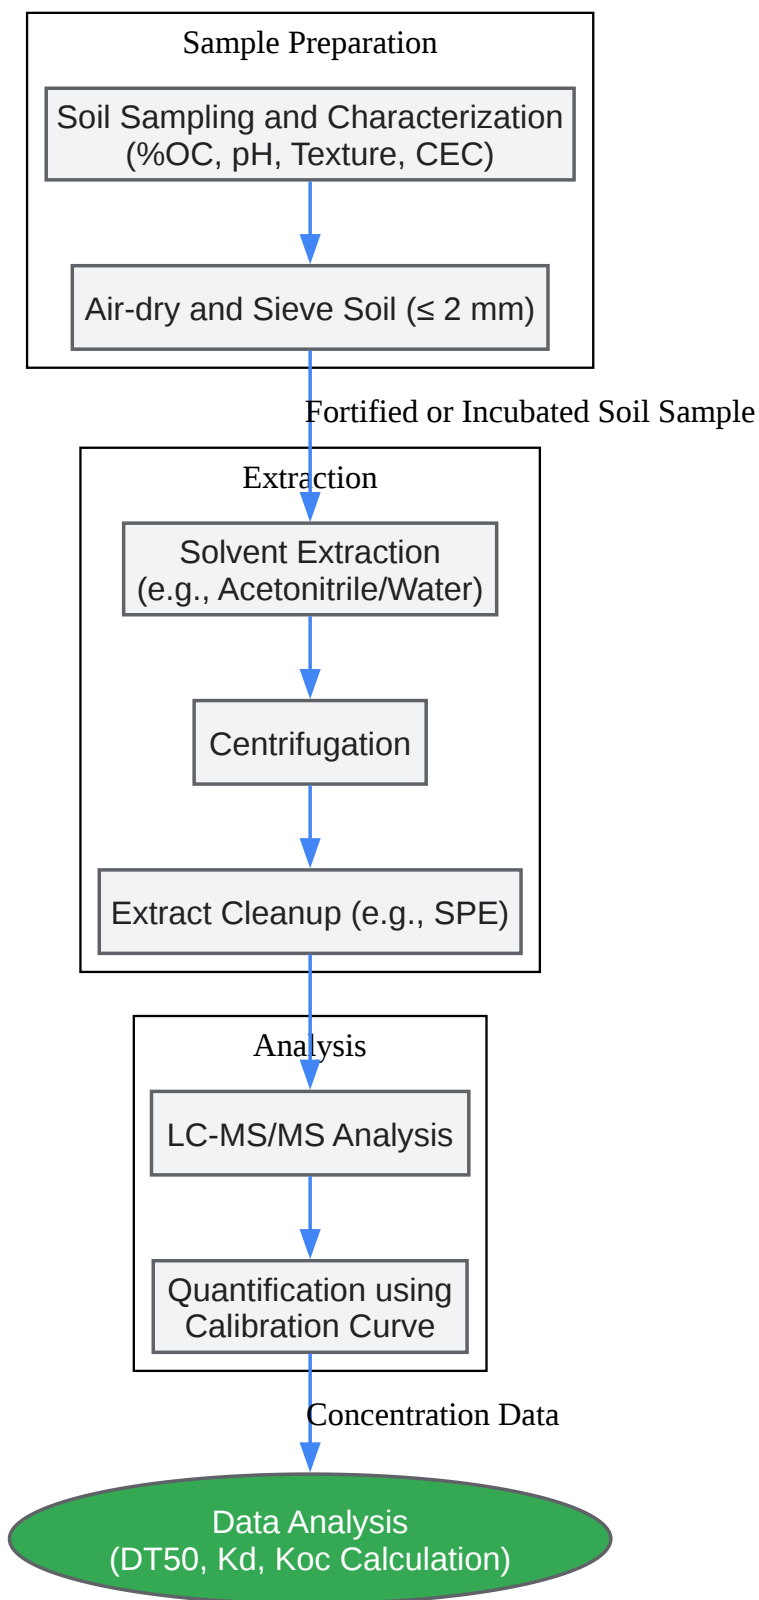 Sample Preparation
Soil Sampling and Characterization
(%OC, pH, Texture, CEC)
Air-dry and Sieve Soil (≤ 2 mm)
Fortified or Incubated Soil Sample
Extraction
Solvent Extraction
(e.g., Acetonitrile/Water)
Centrifugation
Extract Cleanup (e.g., SPE)
Analysis
LC-MS/MS Analysis
Quantification using
Calibration Curve
Concentration Data
Data Analysis
(DT50, Kd, Koc Calculation)